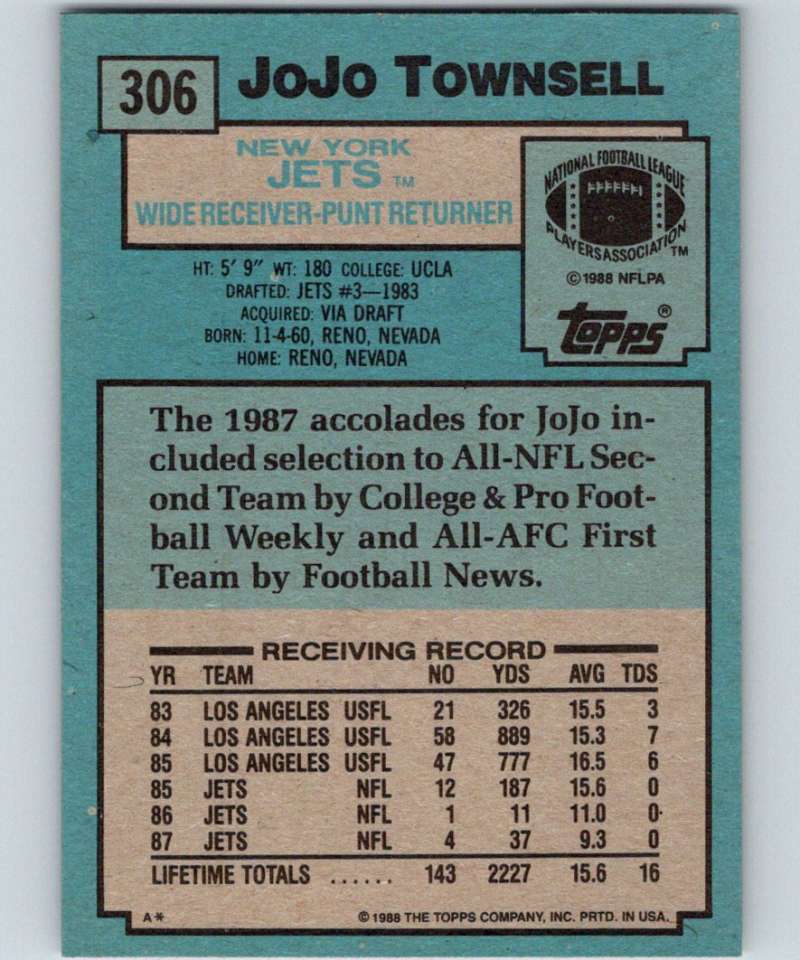 306
JOJO TOWNSELL
NEW YORK
JETS TM
WIDE RECEIVER-PUNT RETURNER
NATIONAL FOOTBALL LEAGUE
PLAYERS ASSOCIATION TM
© 1988 NFLPA
topps®
HT: 5' 9" WT: 180 COLLEGE: UCLA
DRAFTED: JETS #3—1983
ACQUIRED: VIA DRAFT
BORN: 11-4-60, RENO, NEVADA
HOME: RENO, NEVADA
The 1987 accolades for JoJo in-
cluded selection to All-NFL Sec-
ond Team by College & Pro Foot-
ball Weekly and All-AFC First
Team by Football News.
RECEIVING RECORD
YR TEAM NO YDS AVG TDS
83 LOS ANGELES USFL 21 326 15.5 3
84 LOS ANGELES USFL 58 889 15.3 7
85 LOS ANGELES USFL 47 777 16.5 6
85 JETS NFL 12 187 15.6 0
86 JETS NFL 1 11 11.0 0
87 JETS NFL 4 37 9.3 0
LIFETIME TOTALS ...... 143 2227 15.6 16
A* © 1988 THE TOPPS COMPANY, INC. PRTD. IN USA.